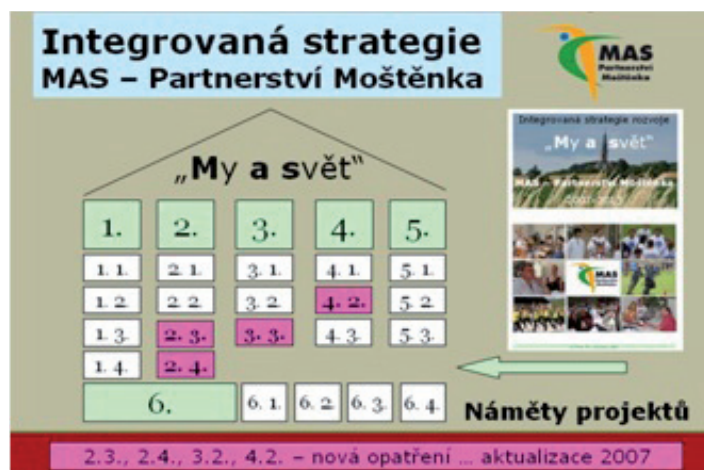 Integrovaná strategie
MAS – Partnerství Moštěnka
MAS
Partnerství
Moštěnka
„My a svět“
1. 2. 3. 4. 5.
1. 1. 2. 1. 3. 1. 4. 1. 5. 1.
1. 2. 2. 2. 3. 2. 4. 2. 5. 2.
1. 3. 2. 3. 3. 3. 4. 3. 5. 3.
1. 4. 2. 4.
6. 6. 1. 6. 2. 6. 3. 6. 4.
Integrovaná strategie rozvoje
„My a svět“
MAS – Partnerství Moštěnka
MAS
Náměty projektů
2.3., 2.4., 3.2., 4.2. – nová opatření ... aktualizace 2007